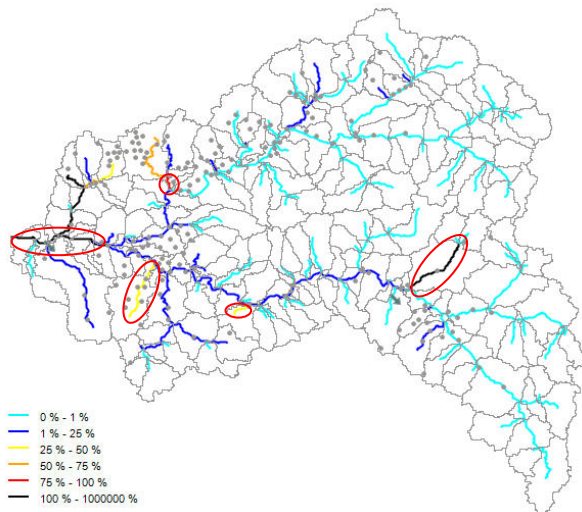 0 % - 1 %
1 % - 25 %
25 % - 50 %
50 % - 75 %
75 % - 100 %
100 % - 1000000 %